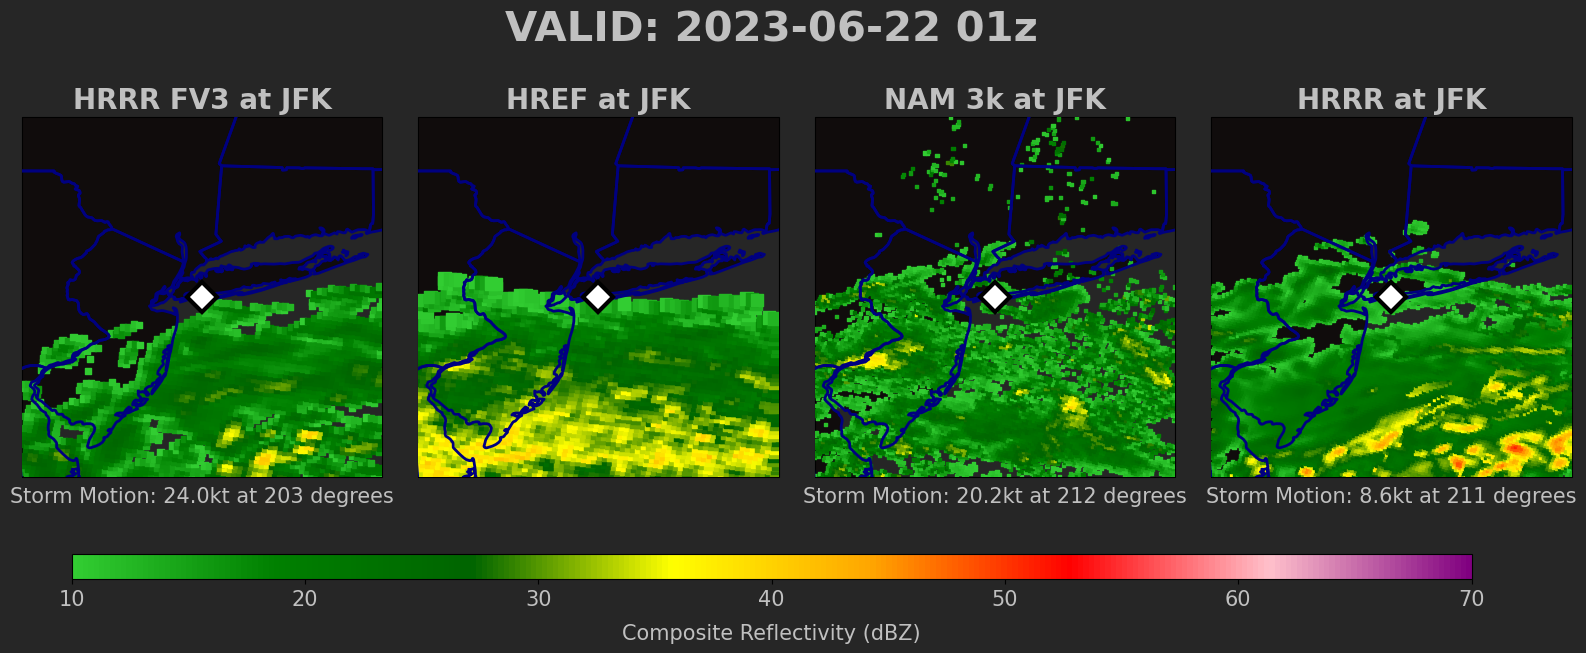 VALID: 2023-06-22 01z
HRRR FV3 at JFK
HREF at JFK
NAM 3k at JFK
HRRR at JFK
Storm Motion: 24.0kt at 203 degrees
Storm Motion: 20.2kt at 212 degrees
Storm Motion: 8.6kt at 211 degrees
10 20 30 40 50 60 70
Composite Reflectivity (dBZ)